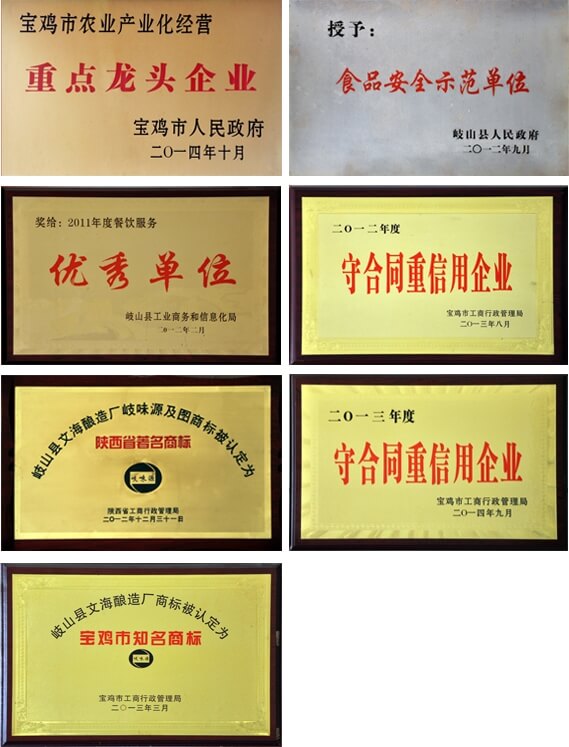 宝鸡市农业产业化经营
重点龙头企业
宝鸡市人民政府
二〇一四年十月
授予：
食品安全示范单位
岐山县人民政府
二〇一二年九月
奖给：2011年度餐饮服务
优秀单位
岐山县工业商务和信息化局
二〇一二年二月
二〇一二年度
守合同重信用企业
宝鸡市工商行政管理局
二〇一三年八月
岐山县文海酿造厂岐味源及图商标被认定为
陕西省著名商标
岐味源
陕西省工商行政管理局
二〇一二年十二月三十一日
二〇一三年度
守合同重信用企业
宝鸡市工商行政管理局
二〇一四年九月
岐山县文海酿造厂商标被认定为
宝鸡市知名商标
岐味源
宝鸡市工商行政管理局
二〇一三年三月